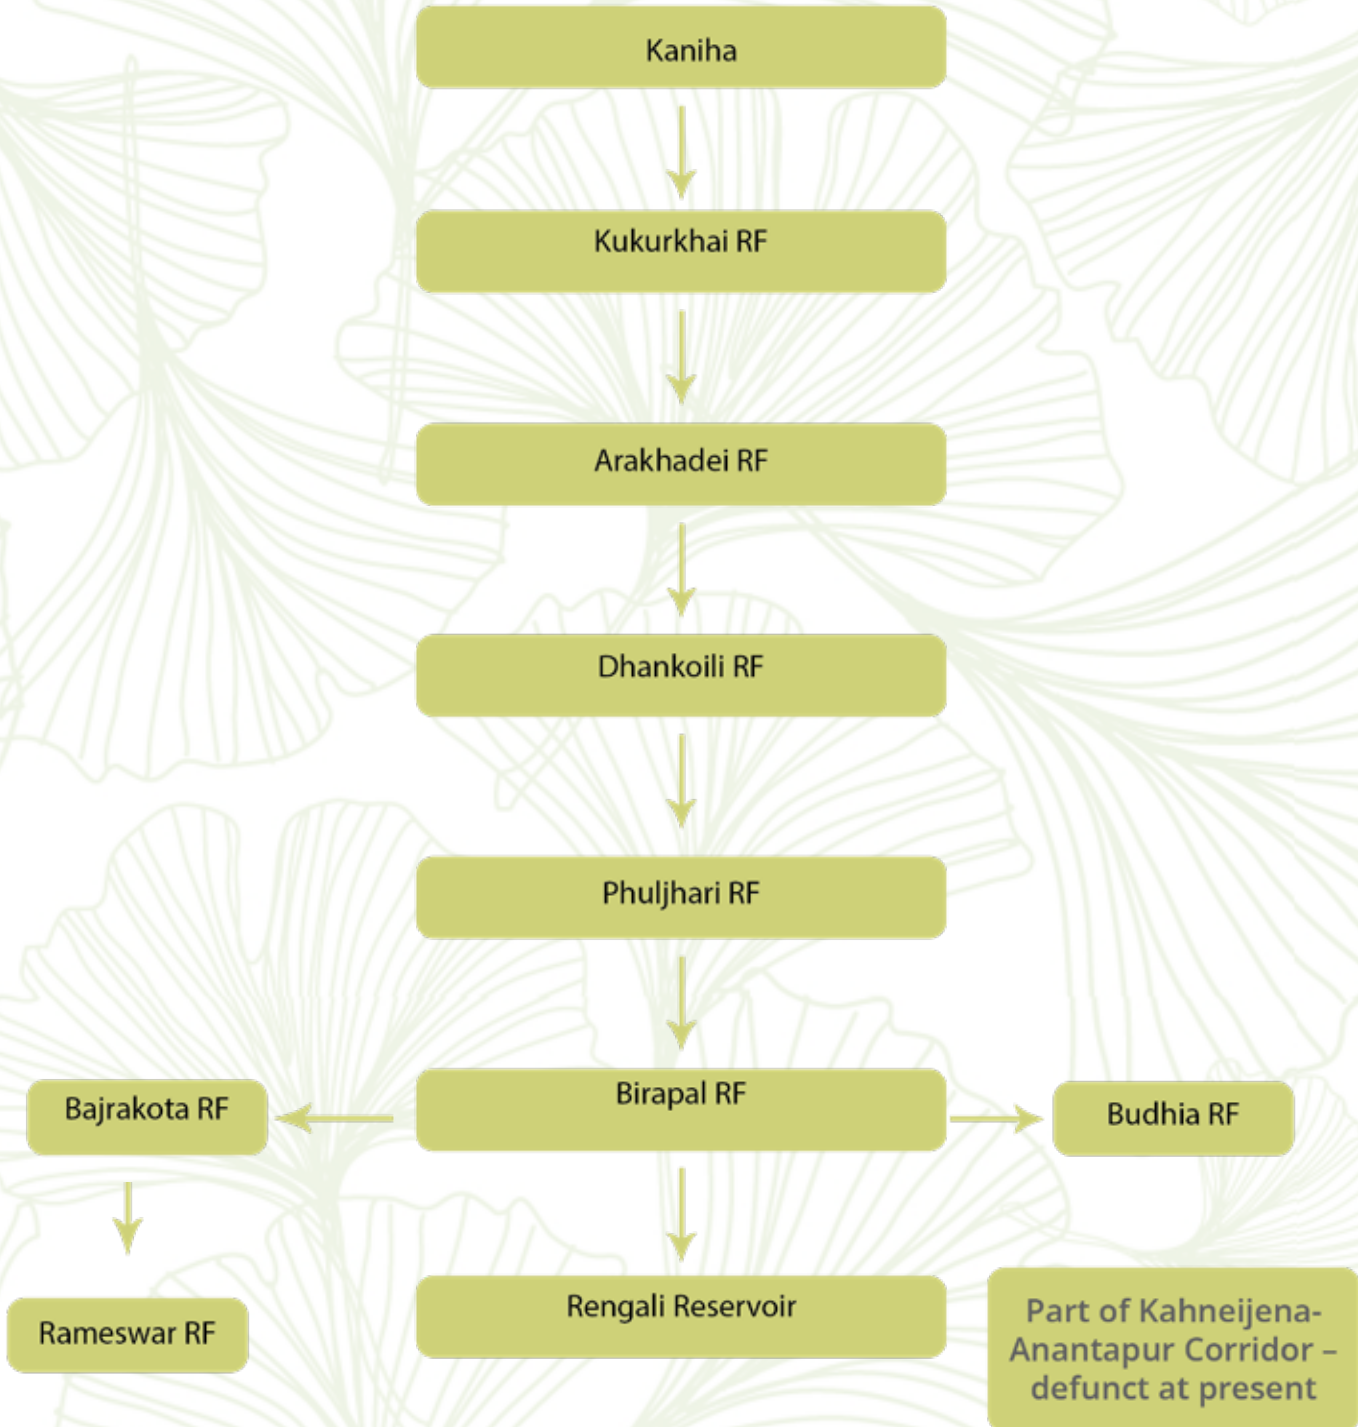 Kaniha
Kukurkhai RF
Arakhadei RF
Dhankoili RF
Phuljhari RF
Birapal RF
Bajrakota RF
Budhia RF
Rengali Reservoir
Rameswar RF
Part of Kahneijena-
Anantapur Corridor –
defunct at present